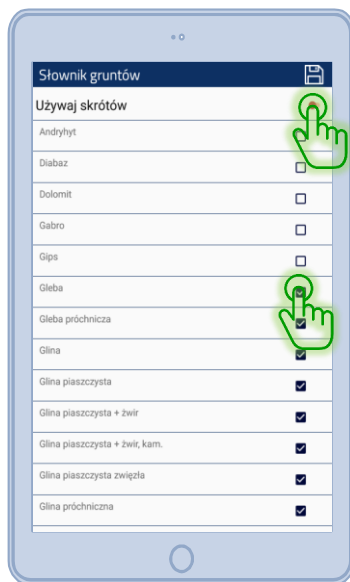 Słownik gruntów
Używaj skrótów
Andryhyt
Diabaz
Dolomit
Gabro
Gips
Gleba
Gleba próchnicza
Glina
Glina piaszczysta
Glina piaszczysta + żwir
Glina piaszczysta + żwir, kam.
Glina piaszczysta zwięzła
Glina próchniczna